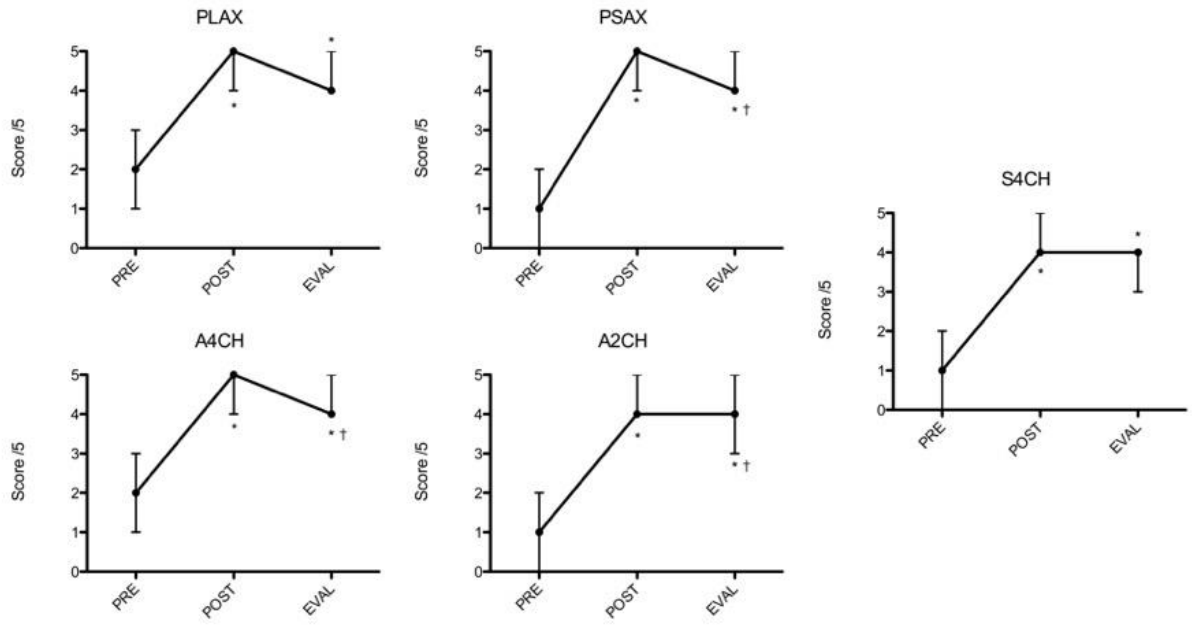 PLAX
5
4
3
2
1
0
Score /5
PRE
POST
EVAL
*
*
PSAX
5
4
3
2
1
0
Score /5
PRE
POST
EVAL
*
* †
A4CH
5
4
3
2
1
0
Score /5
PRE
POST
EVAL
*
* †
A2CH
5
4
3
2
1
0
Score /5
PRE
POST
EVAL
*
* †
S4CH
5
4
3
2
1
0
Score /5
PRE
POST
EVAL
*
*